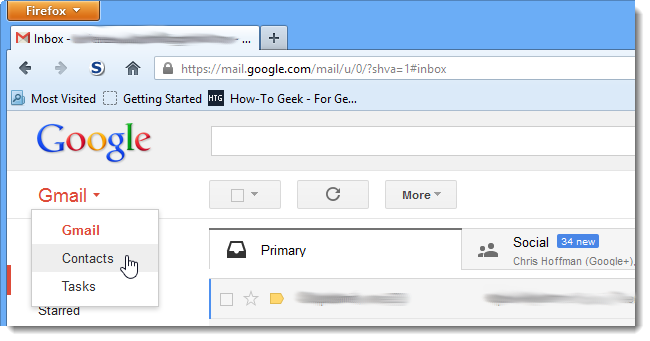 Firefox
Inbox - - ...
https://mail.google.com/mail/u/0/?shva=1#inbox
Most Visited Getting Started HTG How-To Geek - For Ge...
Google
Gmail More
Gmail
Contacts
Tasks
Starred
Primary Social 34 new
Chris Hoffman (Google+),